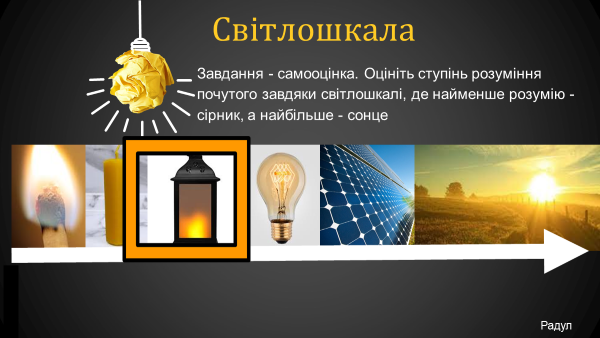 Світлошкала
Завдання - самооцінка. Оцініть ступінь розуміння
почутого завдяки світлошкалі, де найменше розумію -
сірник, а найбільше - сонце
Радул